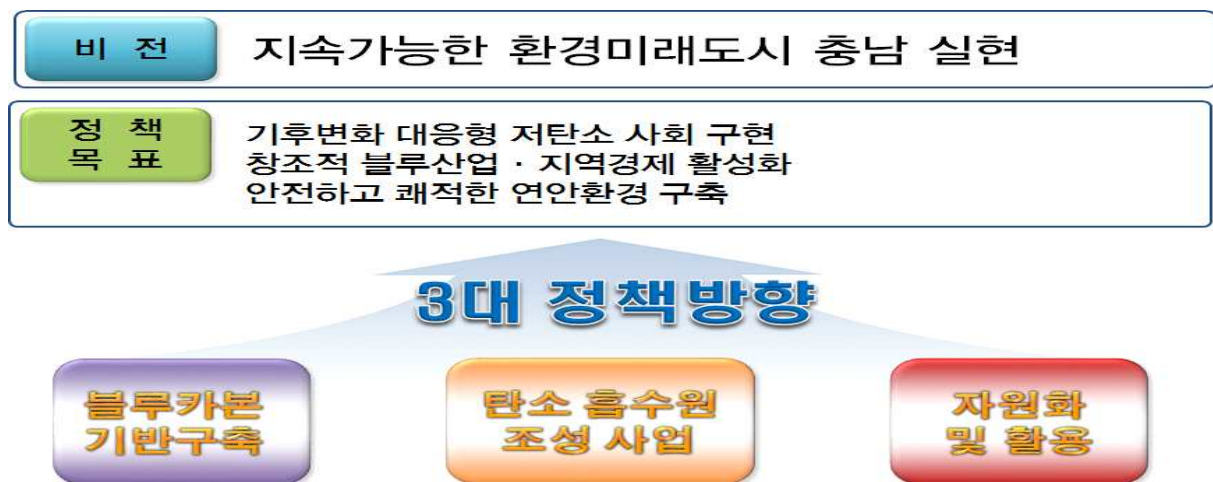 비 전
지속가능한 환경미래도시 충남 실현
정 책
목 표
기후변화 대응형 저탄소 사회 구현
창조적 블루산업 · 지역경제 활성화
안전하고 쾌적한 연안환경 구축
3대 정책방향
블루카본
기반구축
탄소 흡수원
조성 사업
자원화
및 활용